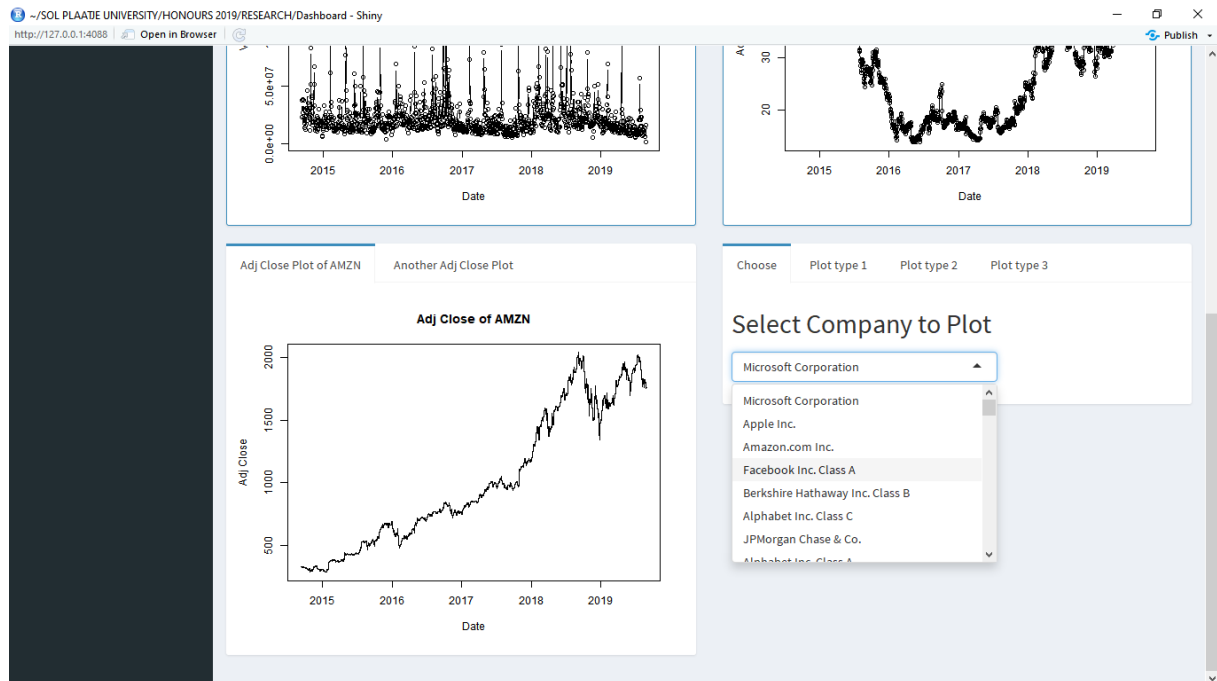 ~/SOL PLAATJE UNIVERSITY/HONOURS 2019/RESEARCH/Dashboard - Shiny
http://127.0.0.1:4088 Open in Browser Publish
0.0e+00 5.0e+07
2015 2016 2017 2018 2019
Date
20 30
2015 2016 2017 2018 2019
Date
Adj Close Plot of AMZN Another Adj Close Plot
Adj Close of AMZN
Adj Close
500 1000 1500 2000
2015 2016 2017 2018 2019
Date
Choose Plot type 1 Plot type 2 Plot type 3
Select Company to Plot
Microsoft Corporation
Microsoft Corporation
Apple Inc.
Amazon.com Inc.
Facebook Inc. Class A
Berkshire Hathaway Inc. Class B
Alphabet Inc. Class C
JPMorgan Chase & Co.
Alphabet Inc. Class A